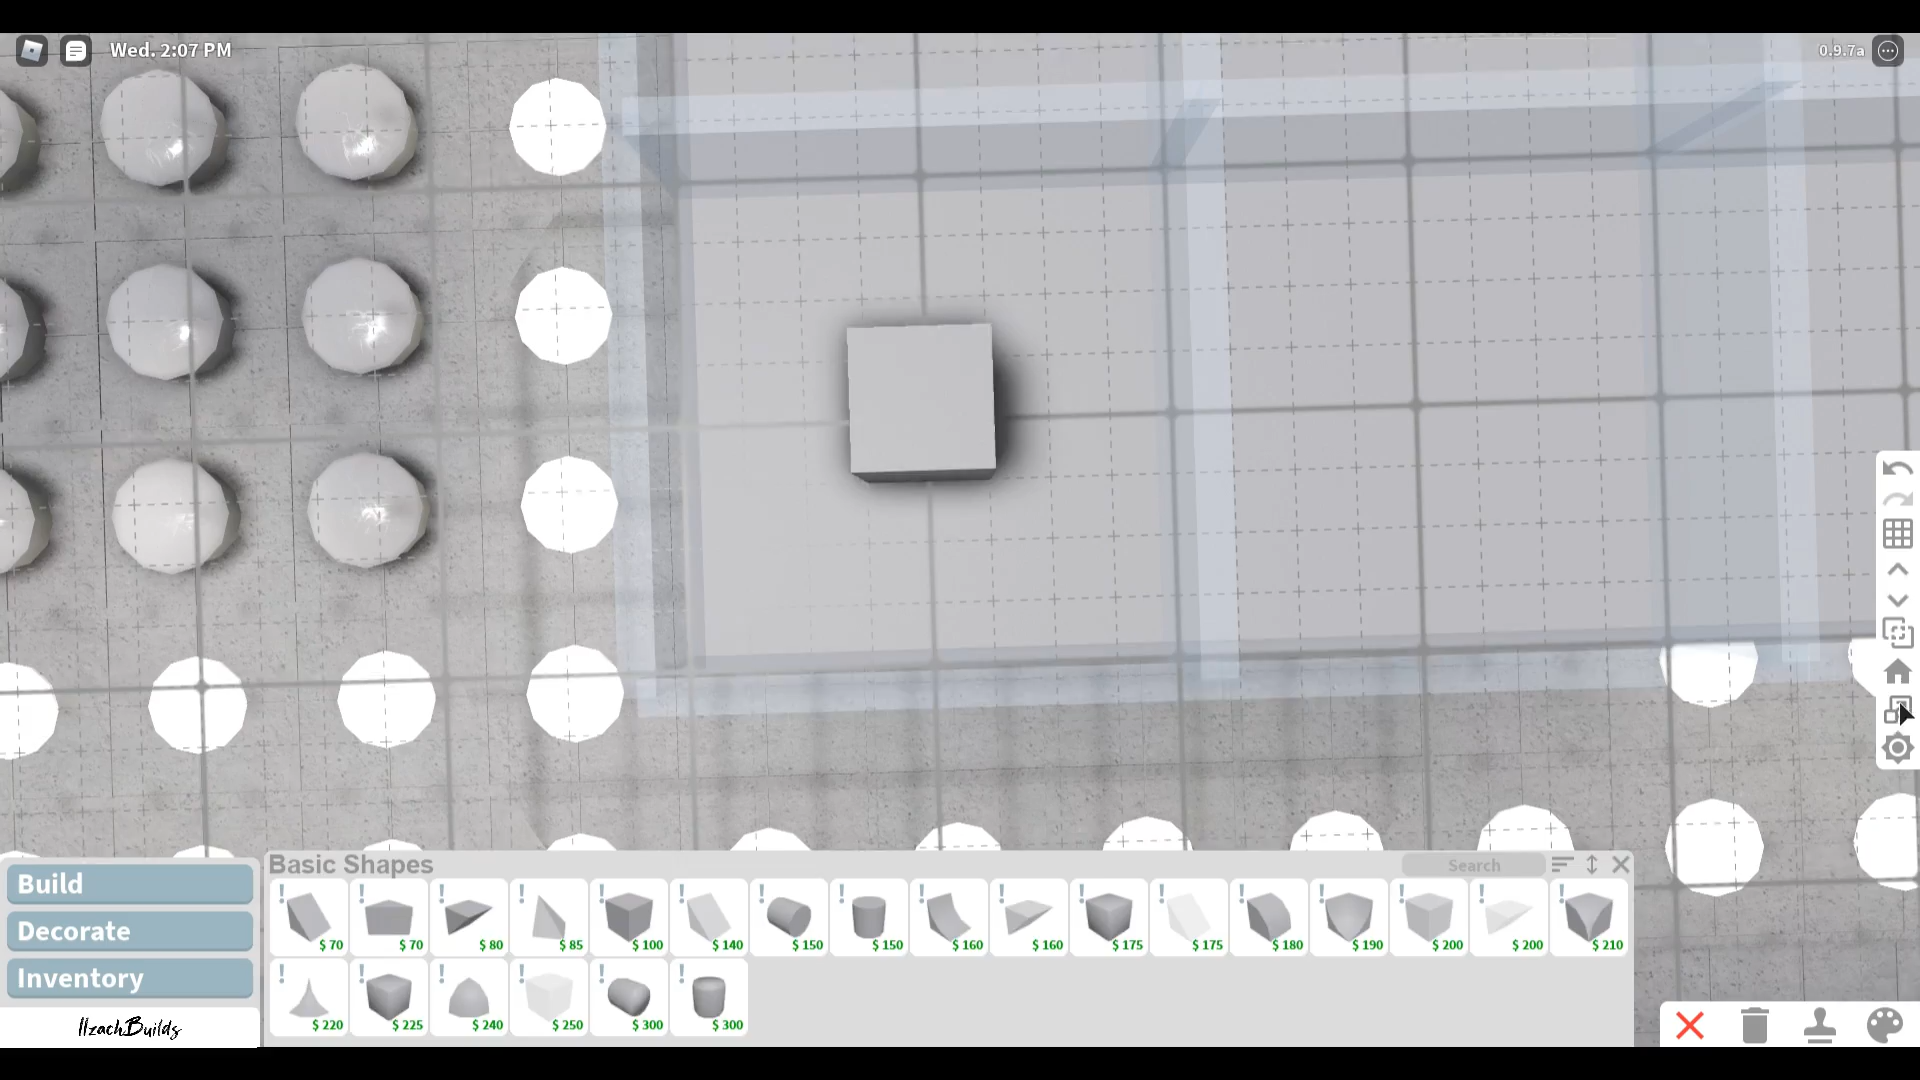 Wed. 2:07 PM
0.9.7a
Build
Decorate
Inventory
IIzachBuilds
Basic Shapes
Search
! $ 70
! $ 70
! $ 80
! $ 85
! $ 100
! $ 140
! $ 150
! $ 150
! $ 160
! $ 160
! $ 175
! $ 175
! $ 180
! $ 190
! $ 200
! $ 200
! $ 210
! $ 220
! $ 225
! $ 240
! $ 250
! $ 300
! $ 300